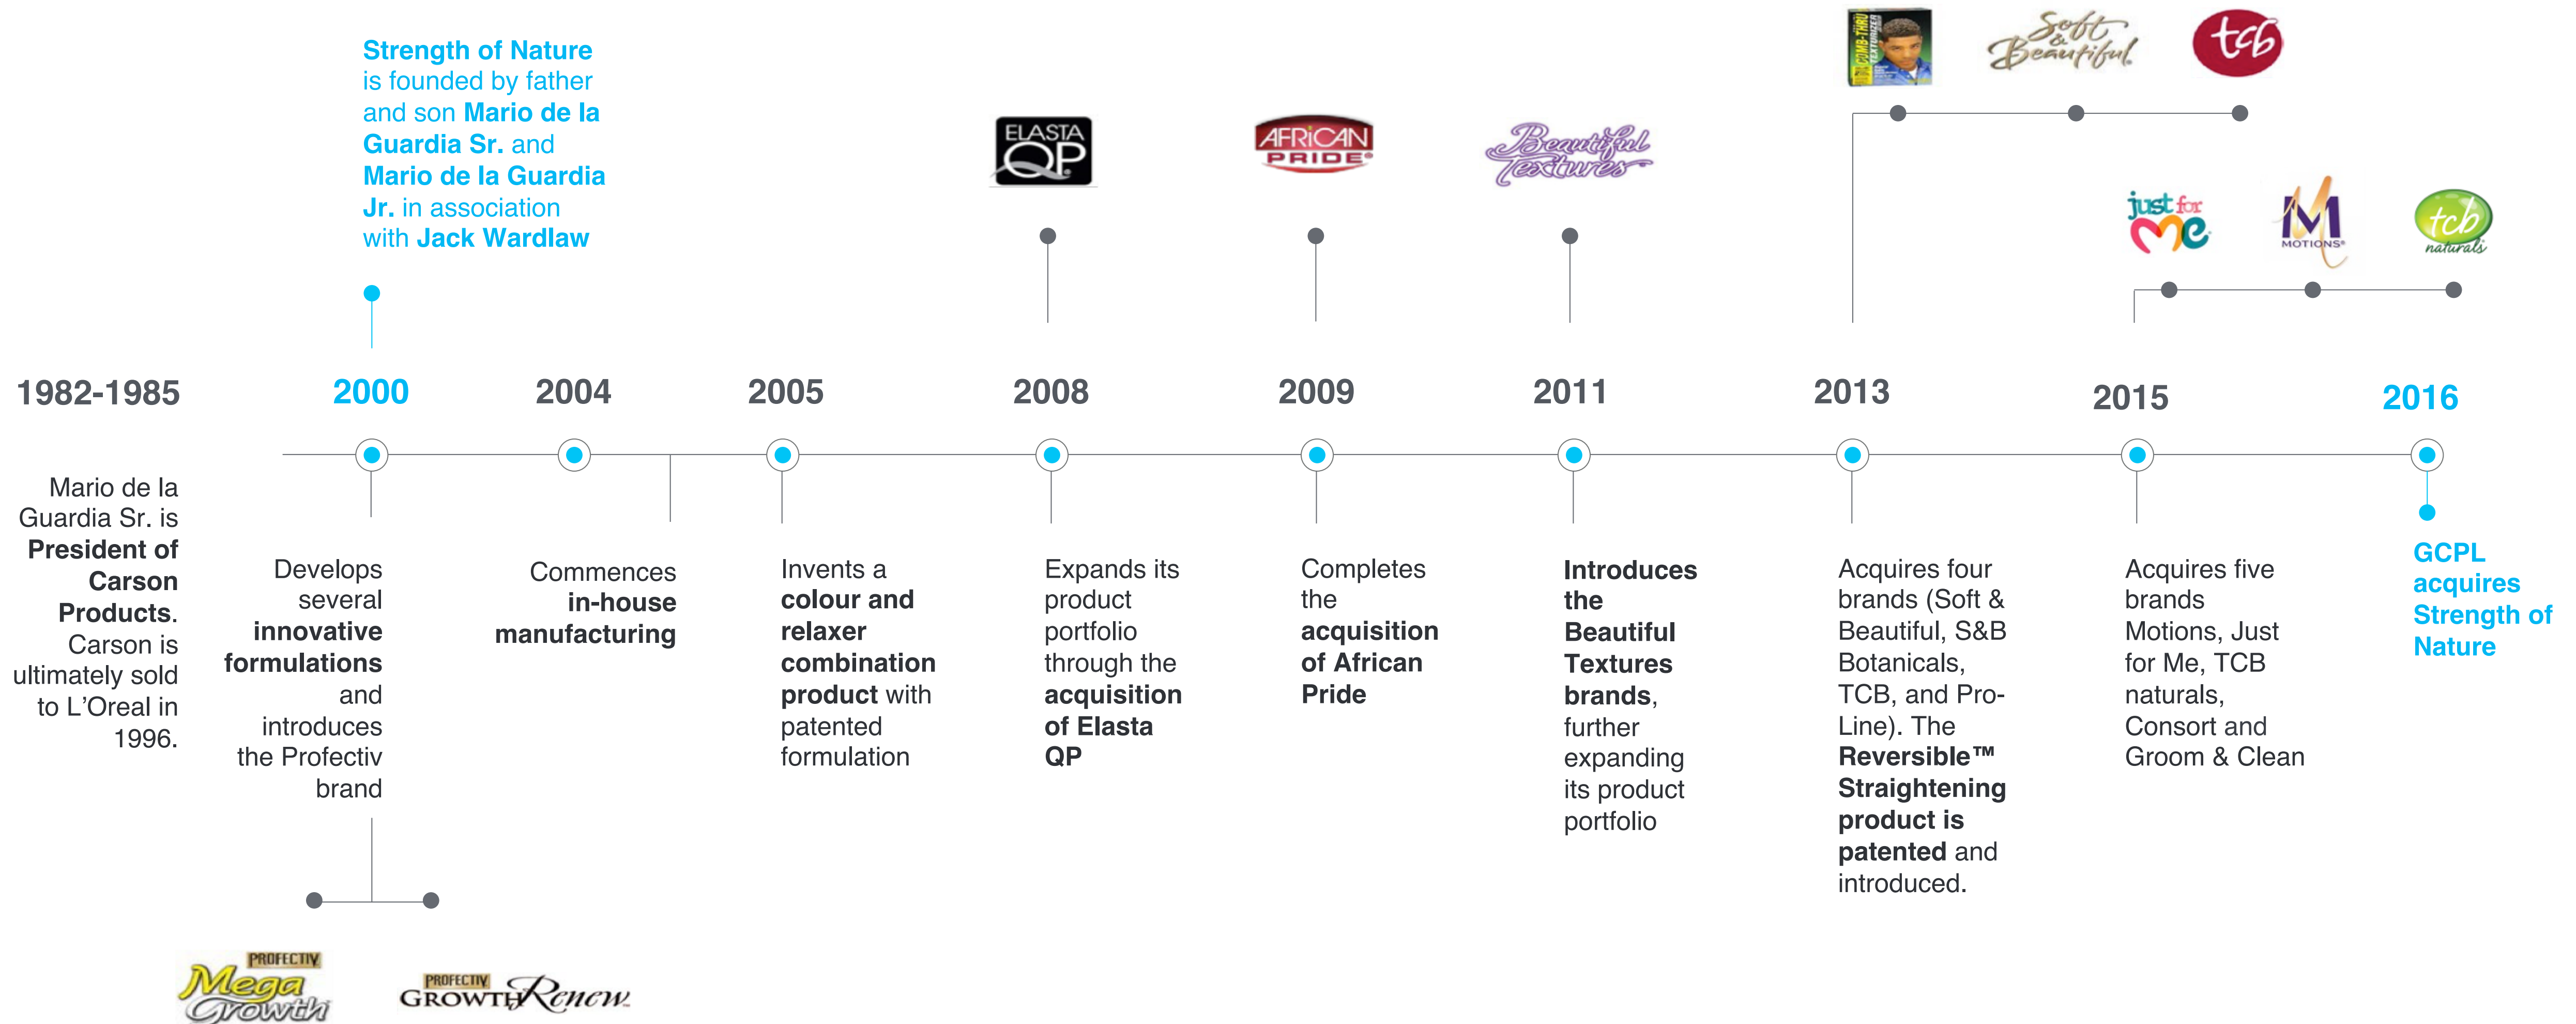 Strength of Nature
is founded by father
and son Mario de la
Guardia Sr. and
Mario de la Guardia
Jr. in association
with Jack Wardlaw
ELASTA
QP
AFRICAN
PRIDE®
Beautiful
Textures
COMB-THRU
TEXTURIZER
Soft
&
Beautiful
tcb
just for
me
M
MOTIONS®
tcb
naturals
1982-1985
2000
2004
2005
2008
2009
2011
2013
2015
2016
Mario de la
Guardia Sr. is
President of
Carson
Products.
Carson is
ultimately sold
to L’Oreal in
1996.
Develops
several
innovative
formulations
and
introduces
the Profectiv
brand
Commences
in-house
manufacturing
Invents a
colour and
relaxer
combination
product with
patented
formulation
Expands its
product
portfolio
through the
acquisition
of Elasta
QP
Completes
the
acquisition
of African
Pride
Introduces
the
Beautiful
Textures
brands,
further
expanding
its product
portfolio
Acquires four
brands (Soft &
Beautiful, S&B
Botanicals,
TCB, and Pro-
Line). The
Reversible™
Straightening
product is
patented and
introduced.
Acquires five
brands
Motions, Just
for Me, TCB
naturals,
Consort and
Groom & Clean
GCPL
acquires
Strength of
Nature
PROFECTIV
Mega
Growth
PROFECTIV
GROWTH Renew